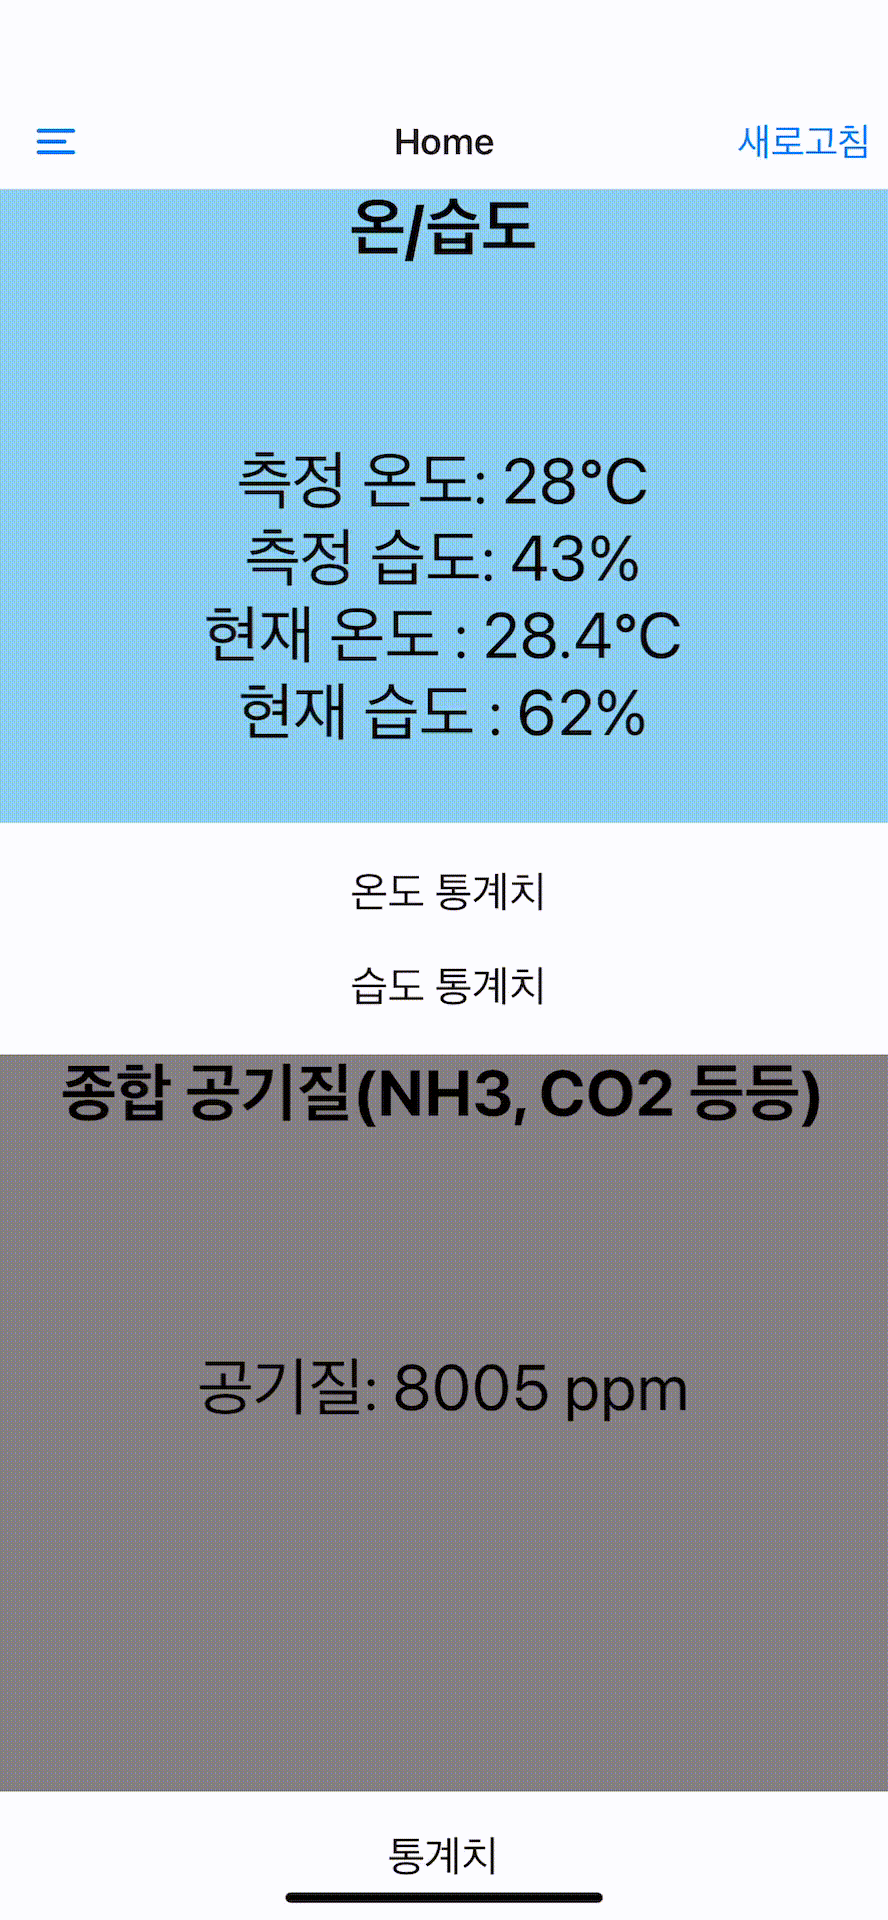 Home
새로고침
온/습도
측정 온도: 28°C
측정 습도: 43%
현재 온도 : 28.4°C
현재 습도 : 62%
온도 통계치
습도 통계치
종합 공기질(NH3, CO2 등등)
공기질: 8005 ppm
통계치